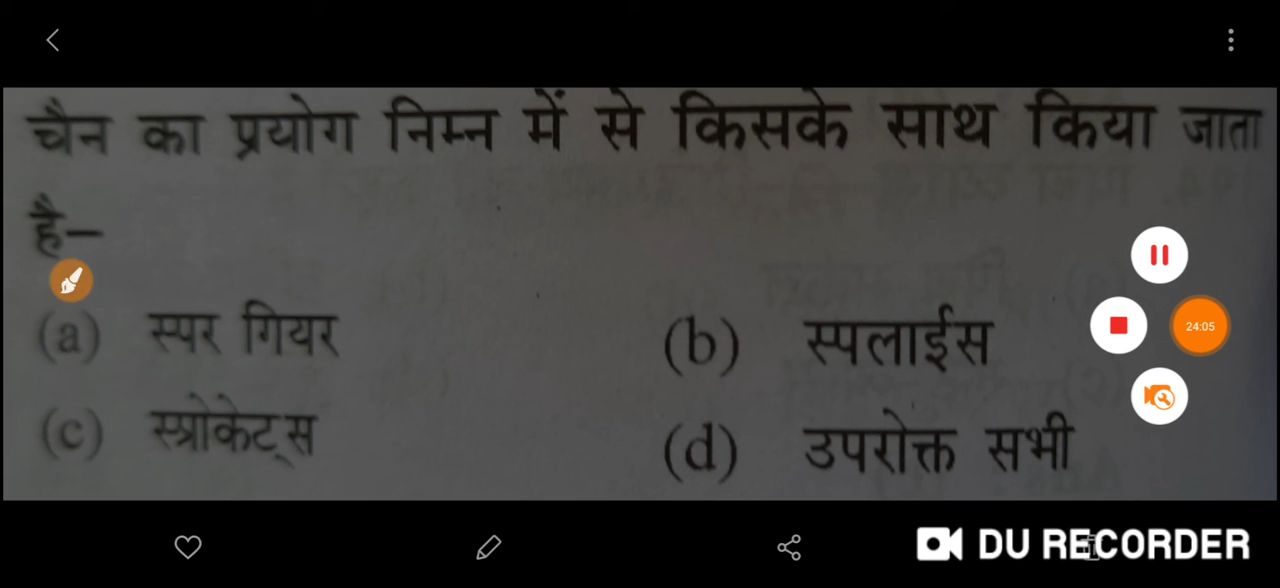 चैन का प्रयोग निम्न में से किसके साथ किया जाता
है–
(a) स्पर गियर (b) स्पलाईस
(c) स्प्रोकेट्स (d) उपरोक्त सभी
24:05
DU RECORDER